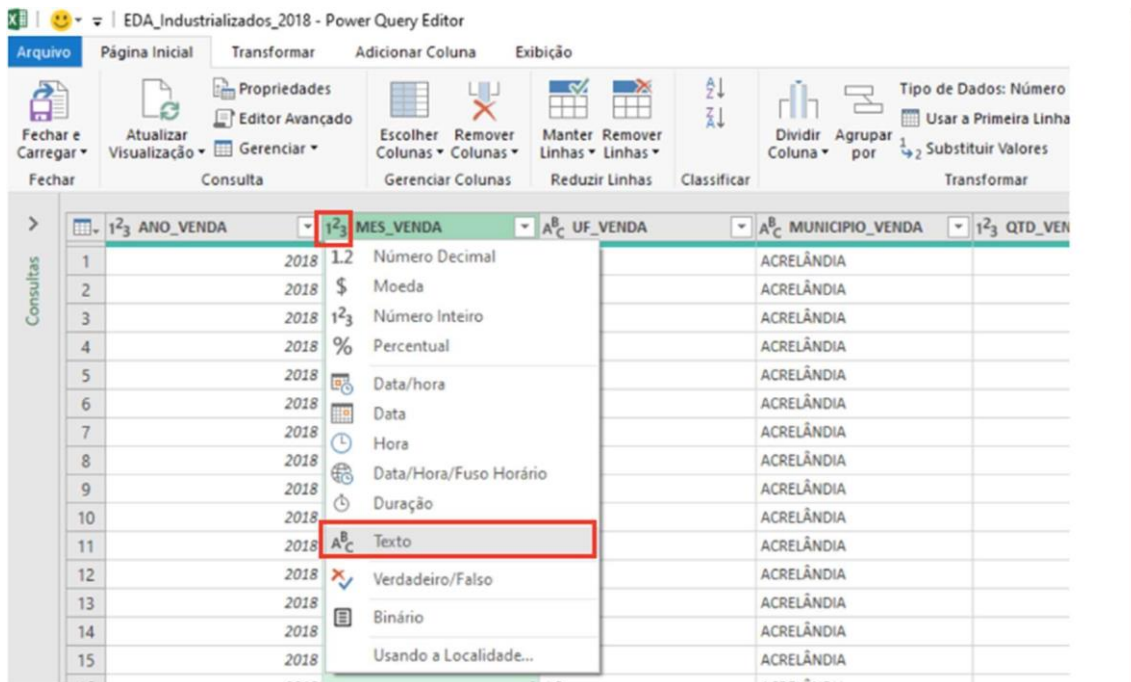 EDA_Industrializados_2018 - Power Query Editor
Arquivo Página Inicial Transformar Adicionar Coluna Exibição
Fechar e Carregar
Fechar
Atualizar Visualização
Propriedades
Editor Avançado
Gerenciar
Consulta
Escolher Colunas
Remover Colunas
Gerenciar Colunas
Manter Linhas
Remover Linhas
Reduzir Linhas
Classificar
Dividir Coluna
Agrupar por
Tipo de Dados: Número
Usar a Primeira Linha
Substituir Valores
Transformar
Consultas
ANO_VENDA MES_VENDA UF_VENDA MUNICIPIO_VENDA QTD_VEN
1 2018 ACRELÂNDIA
2 2018 ACRELÂNDIA
3 2018 ACRELÂNDIA
4 2018 ACRELÂNDIA
5 2018 ACRELÂNDIA
6 2018 ACRELÂNDIA
7 2018 ACRELÂNDIA
8 2018 ACRELÂNDIA
9 2018 ACRELÂNDIA
10 2018 ACRELÂNDIA
11 2018 ACRELÂNDIA
12 2018 ACRELÂNDIA
13 2018 ACRELÂNDIA
14 2018 ACRELÂNDIA
15 2018 ACRELÂNDIA
1.2 Número Decimal
$ Moeda
123 Número Inteiro
% Percentual
Data/hora
Data
Hora
Data/Hora/Fuso Horário
Duração
ABC Texto
Verdadeiro/Falso
Binário
Usando a Localidade...